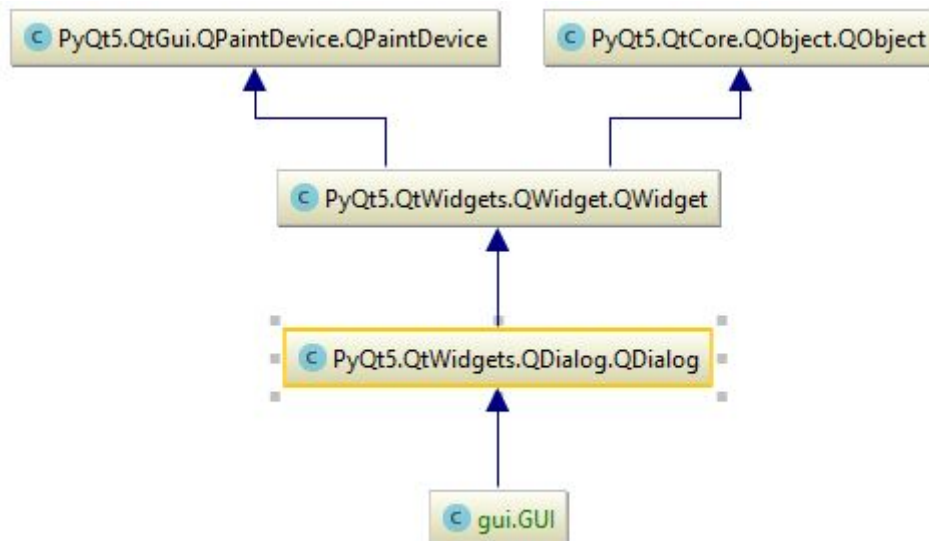 C PyQt5.QtGui.QPaintDevice.QPaintDevice
C PyQt5.QtCore.QObject.QObject
C PyQt5.QtWidgets.QWidget.QWidget
C PyQt5.QtWidgets.QDialog.QDialog
C gui.GUI